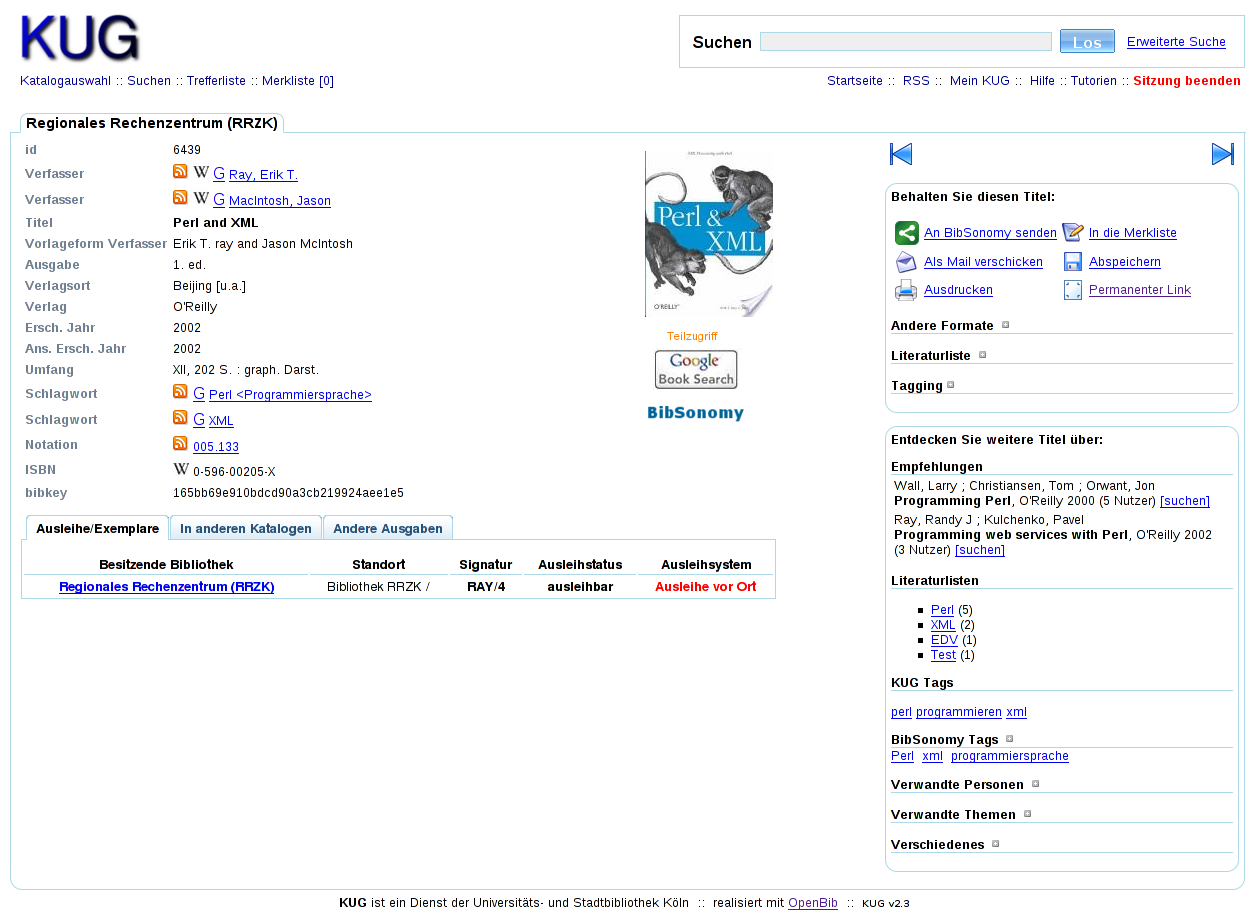 KUG
Suchen Los Erweiterte Suche
Katalogauswahl :: Suchen :: Trefferliste :: Merkliste [0]
Startseite :: RSS :: Mein KUG :: Hilfe :: Tutorien :: Sitzung beenden
Regionales Rechenzentrum (RRZK)
id 6439
Verfasser W G Ray, Erik T.
Verfasser W G MacIntosh, Jason
Titel Perl and XML
Vorlageform Verfasser Erik T. ray and Jason McIntosh
Ausgabe 1. ed.
Verlagsort Beijing [u.a.]
Verlag O'Reilly
Ersch. Jahr 2002
Ans. Ersch. Jahr 2002
Umfang XII, 202 S. : graph. Darst.
Schlagwort G Perl <Programmiersprache>
Schlagwort G XML
Notation 005.133
ISBN W 0-596-00205-X
bibkey 165bb69e910bdcd90a3cb219924aee1e5
XML Processing with Perl
Perl &
XML
O'REILLY
Teilzugriff
Google
Book Search
BibSonomy
Ausleihe/Exemplare In anderen Katalogen Andere Ausgaben
Besitzende Bibliothek Standort Signatur Ausleihstatus Ausleihsystem
Regionales Rechenzentrum (RRZK) Bibliothek RRZK / RAY/4 ausleihbar Ausleihe vor Ort
Behalten Sie diesen Titel:
An BibSonomy senden In die Merkliste
Als Mail verschicken Abspeichern
Ausdrucken Permanenter Link
Andere Formate
Literaturliste
Tagging
Entdecken Sie weitere Titel über:
Empfehlungen
Wall, Larry ; Christiansen, Tom ; Orwant, Jon
Programming Perl, O'Reilly 2000 (5 Nutzer) [suchen]
Ray, Randy J ; Kulchenko, Pavel
Programming web services with Perl, O'Reilly 2002
(3 Nutzer) [suchen]
Literaturlisten
Perl (5)
XML (2)
EDV (1)
Test (1)
KUG Tags
perl programmieren xml
BibSonomy Tags
Perl xml programmiersprache
Verwandte Personen
Verwandte Themen
Verschiedenes
KUG ist ein Dienst der Universitäts- und Stadtbibliothek Köln :: realisiert mit OpenBib :: KUG v2.3